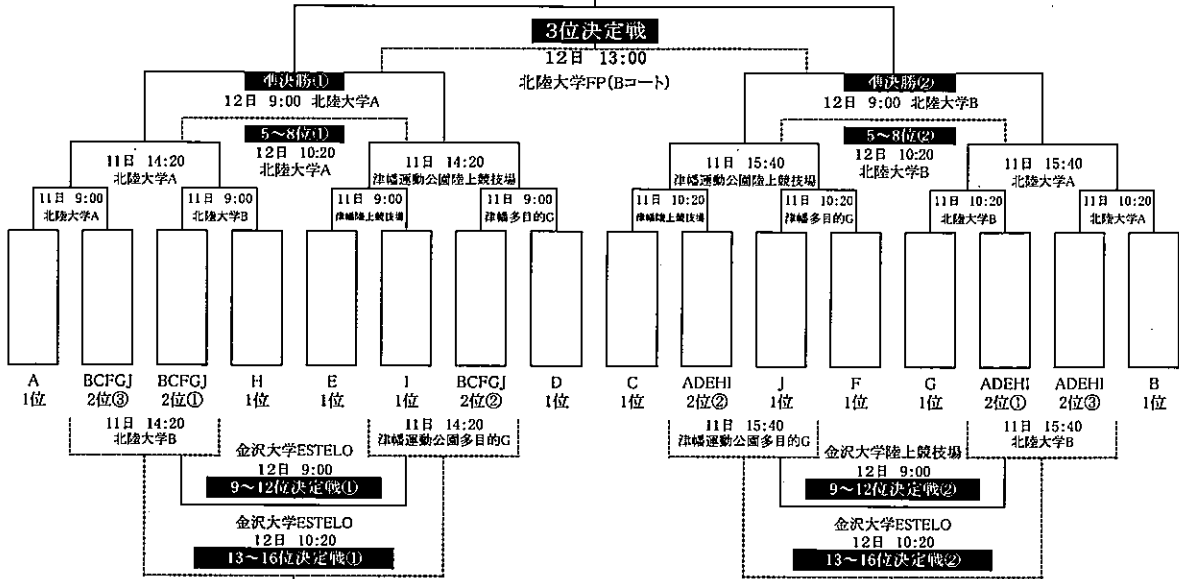 3位決定戦
12日 13:00
北陸大学FP(Bコート)
準決勝①
12日 9:00 北陸大学A
準決勝②
12日 9:00 北陸大学B
5～8位①
12日 10:20
北陸大学A
5～8位②
12日 10:20
北陸大学B
11日 14:20
北陸大学A
11日 14:20
津幡運動公園陸上競技場
11日 15:40
津幡運動公園陸上競技場
11日 15:40
北陸大学A
11日 9:00
北陸大学A
11日 9:00
北陸大学B
11日 9:00
津幡陸上競技場
11日 9:00
津幡多目的G
11日 10:20
津幡陸上競技場
11日 10:20
津幡多目的G
11日 10:20
北陸大学B
11日 10:20
北陸大学A
A
1位
BCFGJ
2位③
BCFGJ
2位①
H
1位
E
1位
I
1位
BCFGJ
2位②
D
1位
C
1位
ADEHI
2位②
J
1位
F
1位
G
1位
ADEHI
2位①
ADEHI
2位③
B
1位
11日 14:20
北陸大学B
11日 14:20
津幡運動公園多目的G
11日 15:40
津幡運動公園多目的G
11日 15:40
北陸大学B
金沢大学ESTELO
12日 9:00
9～12位決定戦①
金沢大学陸上競技場
12日 9:00
9～12位決定戦②
金沢大学ESTELO
12日 10:20
13～16位決定戦①
金沢大学ESTELO
12日 10:20
13～16位決定戦②